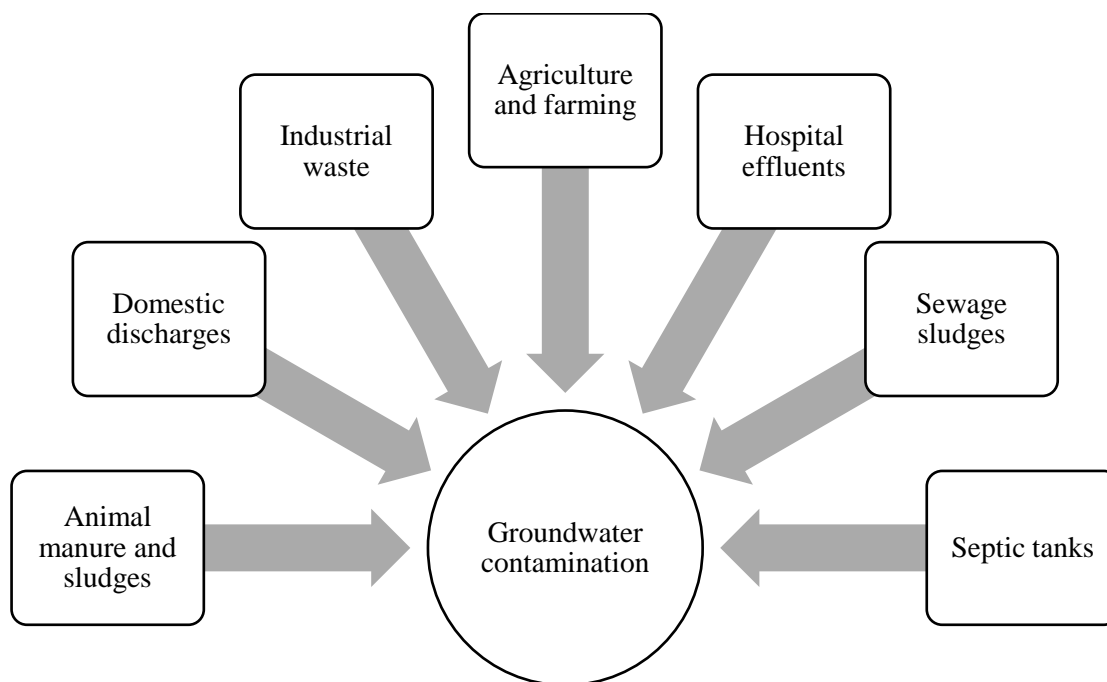 Agriculture
and farming
Industrial
waste
Hospital
effluents
Domestic
discharges
Sewage
sludges
Animal
manure and
sludges
Groundwater
contamination
Septic tanks